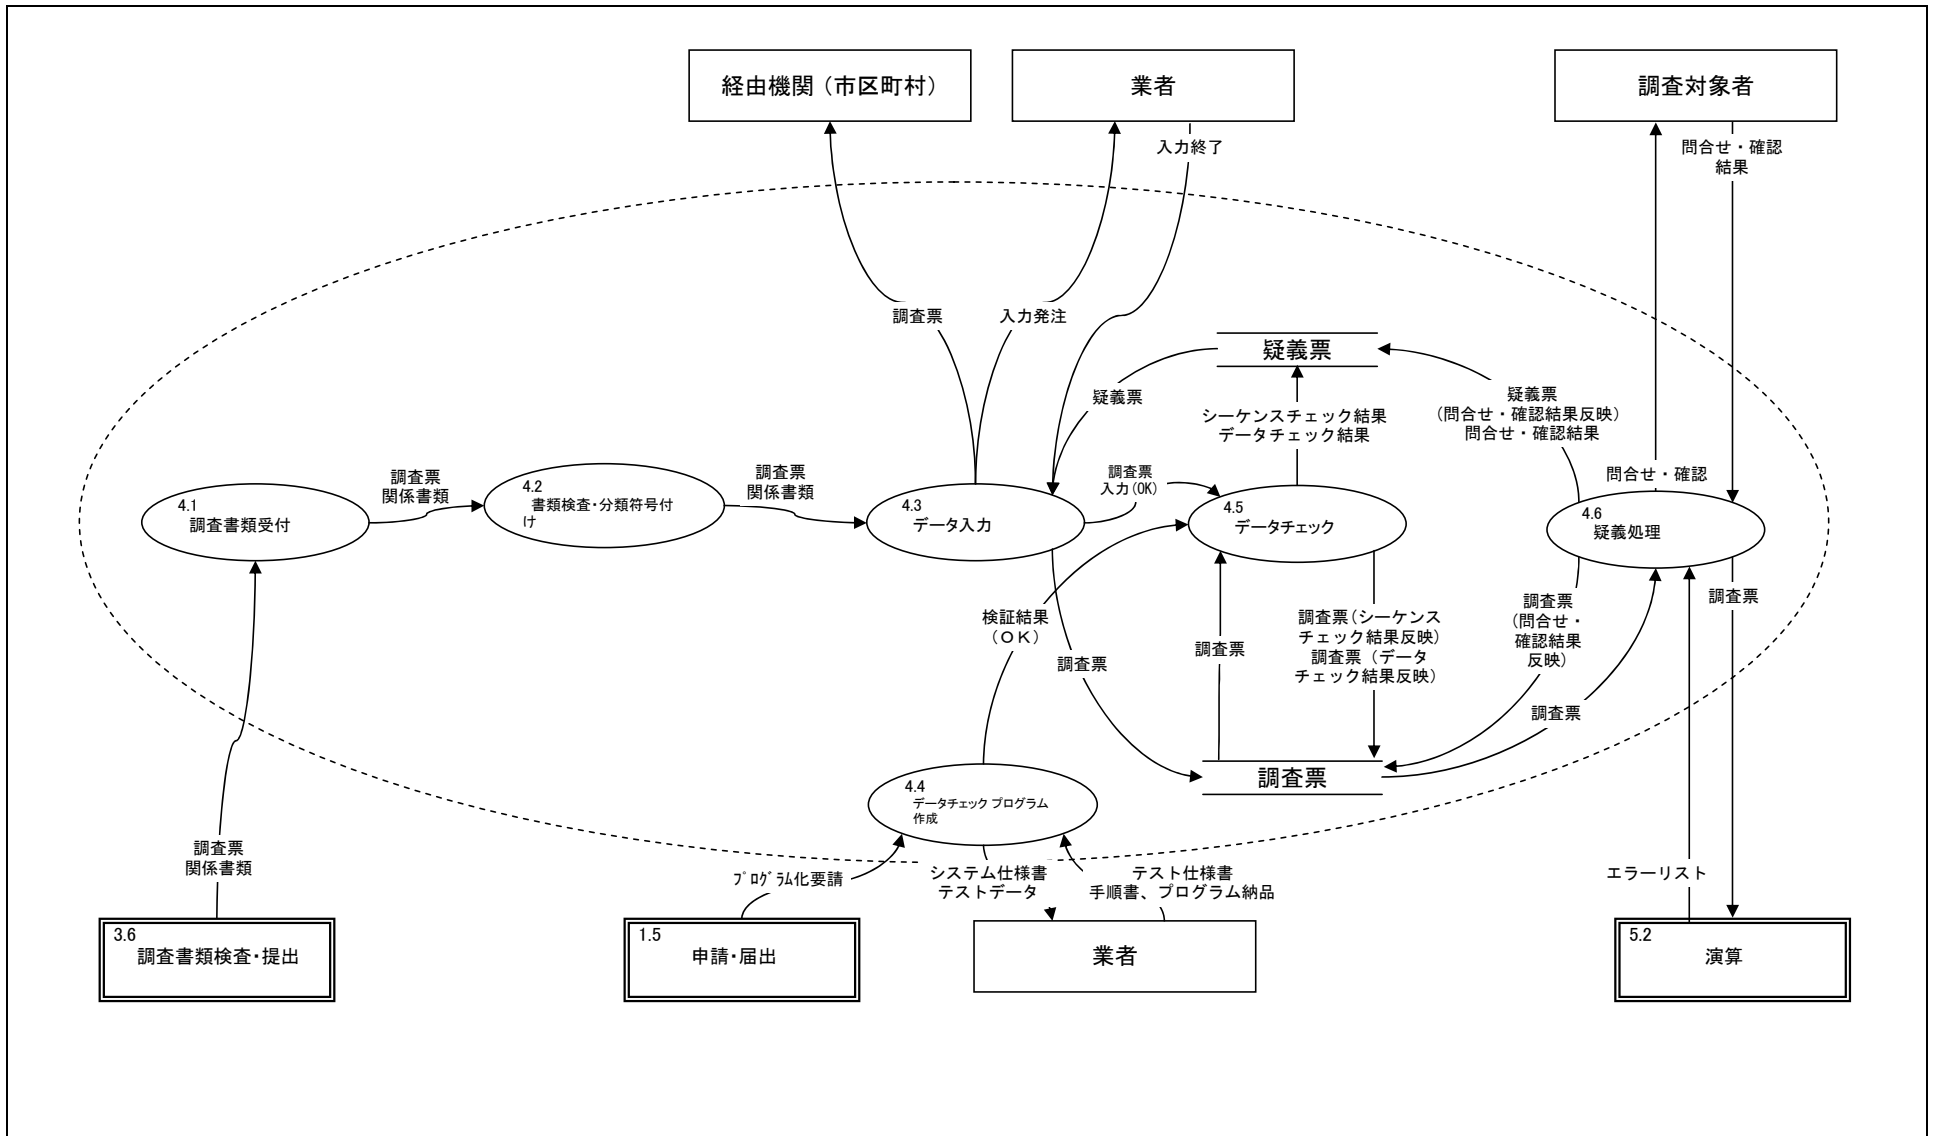 経由機関（市区町村）
業者
調査対象者
入力終了
問合せ・確認
結果
調査票
入力発注
疑義票
疑義票
シーケンスチェック結果
データチェック結果
疑義票
(問合せ・確認結果反映)
問合せ・確認結果
問合せ・確認
調査票
関係書類
調査票
関係書類
調査票
入力(OK)
4.1
調査書類受付
4.2
書類検査・分類符号付
け
4.3
データ入力
4.5
データチェック
4.6
疑義処理
検証結果
（ＯＫ）
調査票
調査票
調査票(シーケンス
チェック結果反映)
調査票（データ
チェック結果反映)
調査票
(問合せ・
確認結果
反映)
調査票
調査票
調査票
4.4
データチェック プログラム
作成
調査票
関係書類
ﾌﾟﾛｸﾞﾗﾑ化要請
システム仕様書
テストデータ
テスト仕様書
手順書、プログラム納品
エラーリスト
3.6
調査書類検査・提出
1.5
申請・届出
業者
5.2
演算